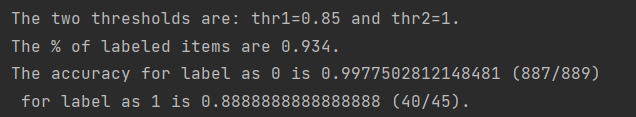 The two thresholds are: thr1=0.85 and thr2=1.
The % of labeled items are 0.934.
The accuracy for label as 0 is 0.9977502812148481 (887/889)
for label as 1 is 0.8888888888888888 (40/45).